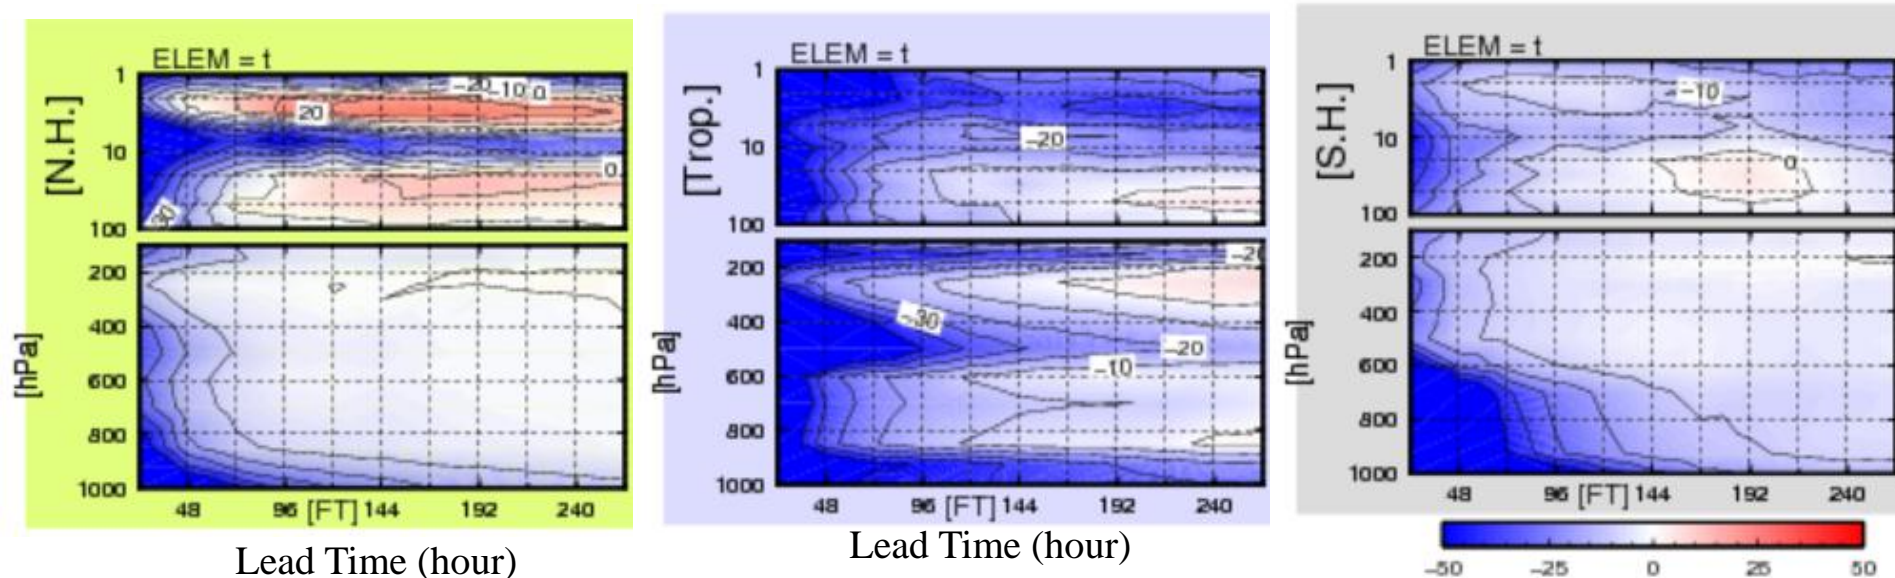 ELEM = t
[N.H.]
1
-20 -10 0
20
10
0
30
100
200
400
[hPa]
600
800
1000
48 96 [FT] 144 192 240
Lead Time (hour)
ELEM = t
[Trop.]
1
-20
10
100
200
-20
-30
400
[hPa]
-20
-10
600
800
1000
48 96 [FT] 144 192 240
Lead Time (hour)
ELEM = t
[S.H.]
1
-10
10
0
100
200
400
[hPa]
600
800
1000
48 96 [FT] 144 192 240
-50 -25 0 25 50